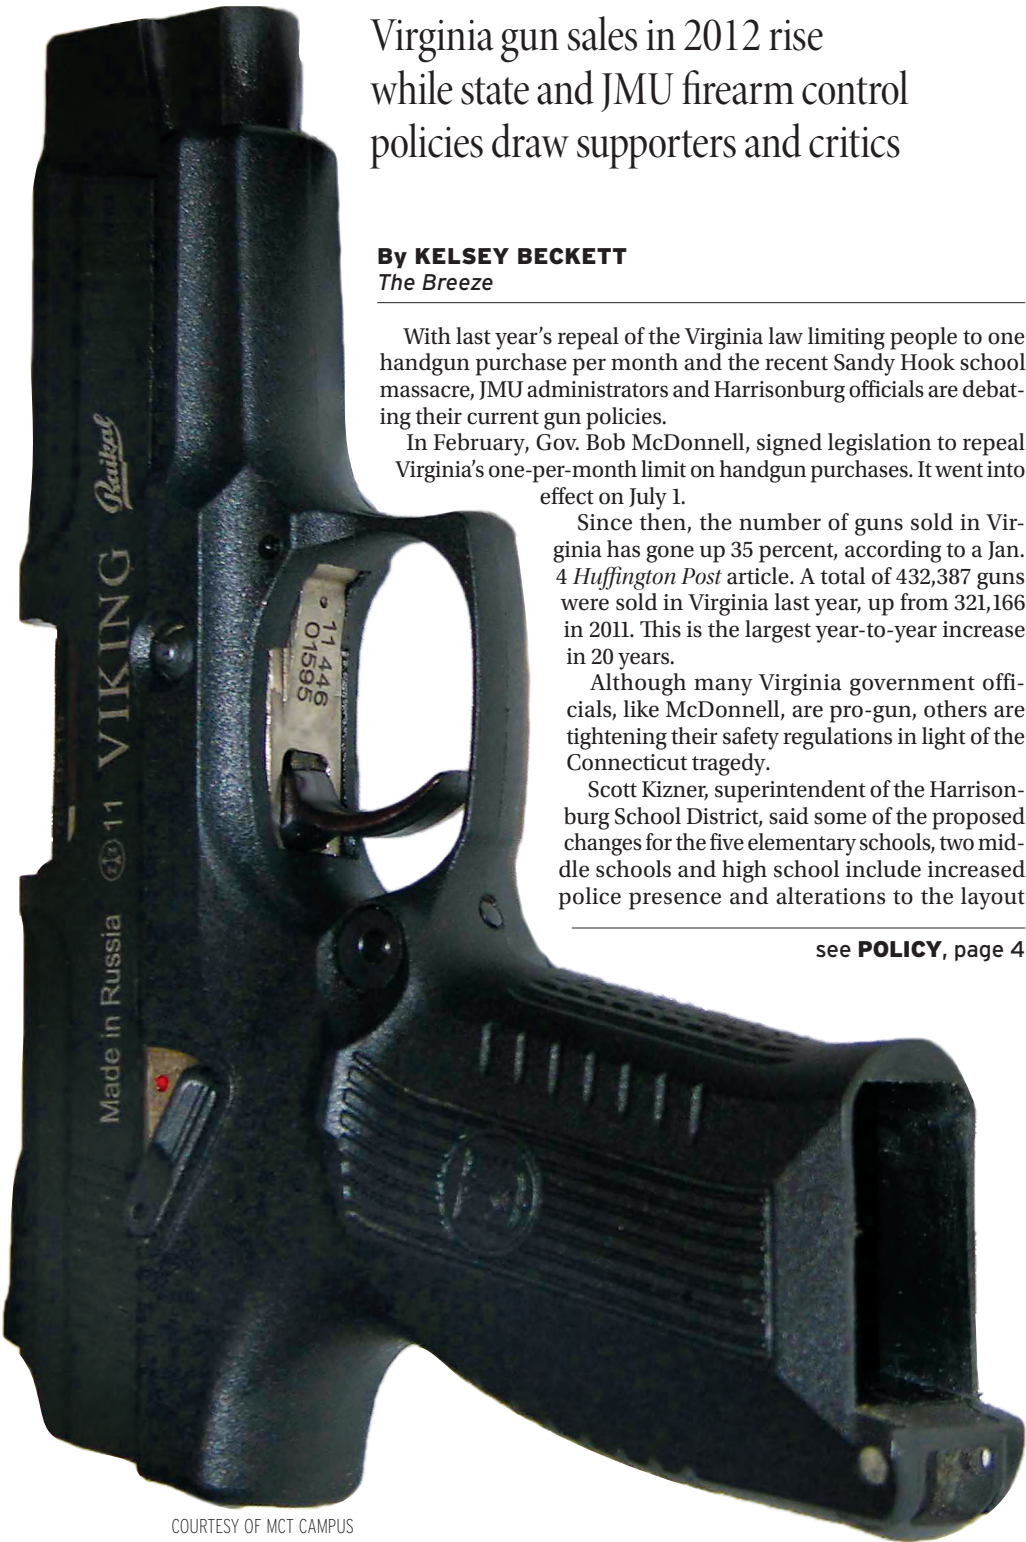 Virginia gun sales in 2012 rise
while state and JMU firearm control
policies draw supporters and critics
By KELSEY BECKETT
The Breeze
With last year's repeal of the Virginia law limiting people to one
handgun purchase per month and the recent Sandy Hook school
massacre, JMU administrators and Harrisonburg officials are debat-
ing their current gun policies.
In February, Gov. Bob McDonnell, signed legislation to repeal
Virginia's one-per-month limit on handgun purchases. It went into
effect on July 1.
Since then, the number of guns sold in Vir-
ginia has gone up 35 percent, according to a Jan.
4 Huffington Post article. A total of 432,387 guns
were sold in Virginia last year, up from 321,166
in 2011. This is the largest year-to-year increase
in 20 years.
Although many Virginia government offi-
cials, like McDonnell, are pro-gun, others are
tightening their safety regulations in light of the
Connecticut tragedy.
Scott Kizner, superintendent of the Harrison-
burg School District, said some of the proposed
changes for the five elementary schools, two mid-
dle schools and high school include increased
police presence and alterations to the layout
see POLICY, page 4
Made in Russia 11 VIKING Baikal
11 446
01595
COURTESY OF MCT CAMPUS